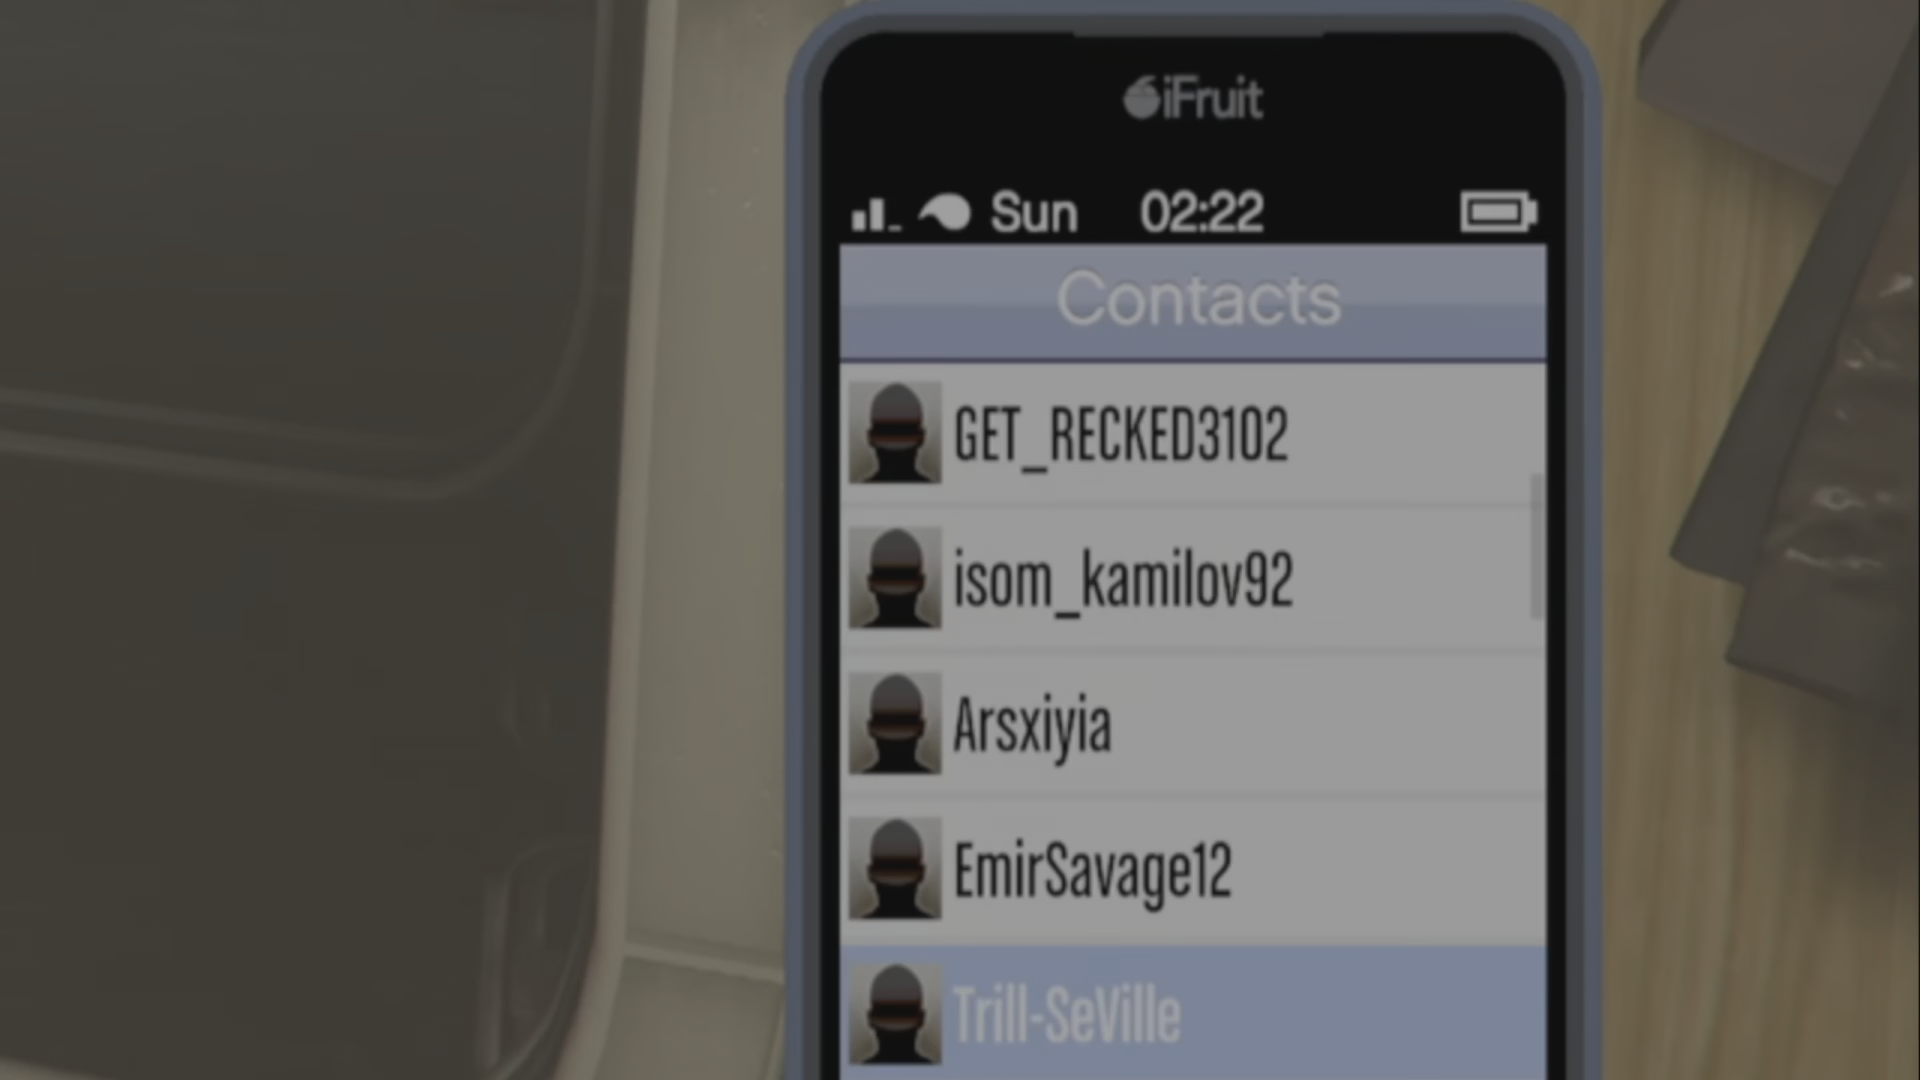 iFruit
Sun 02:22
Contacts
GET_RECKED3102
isom_kamilov92
Arsxiyia
EmirSavage12
Trill-SeVille